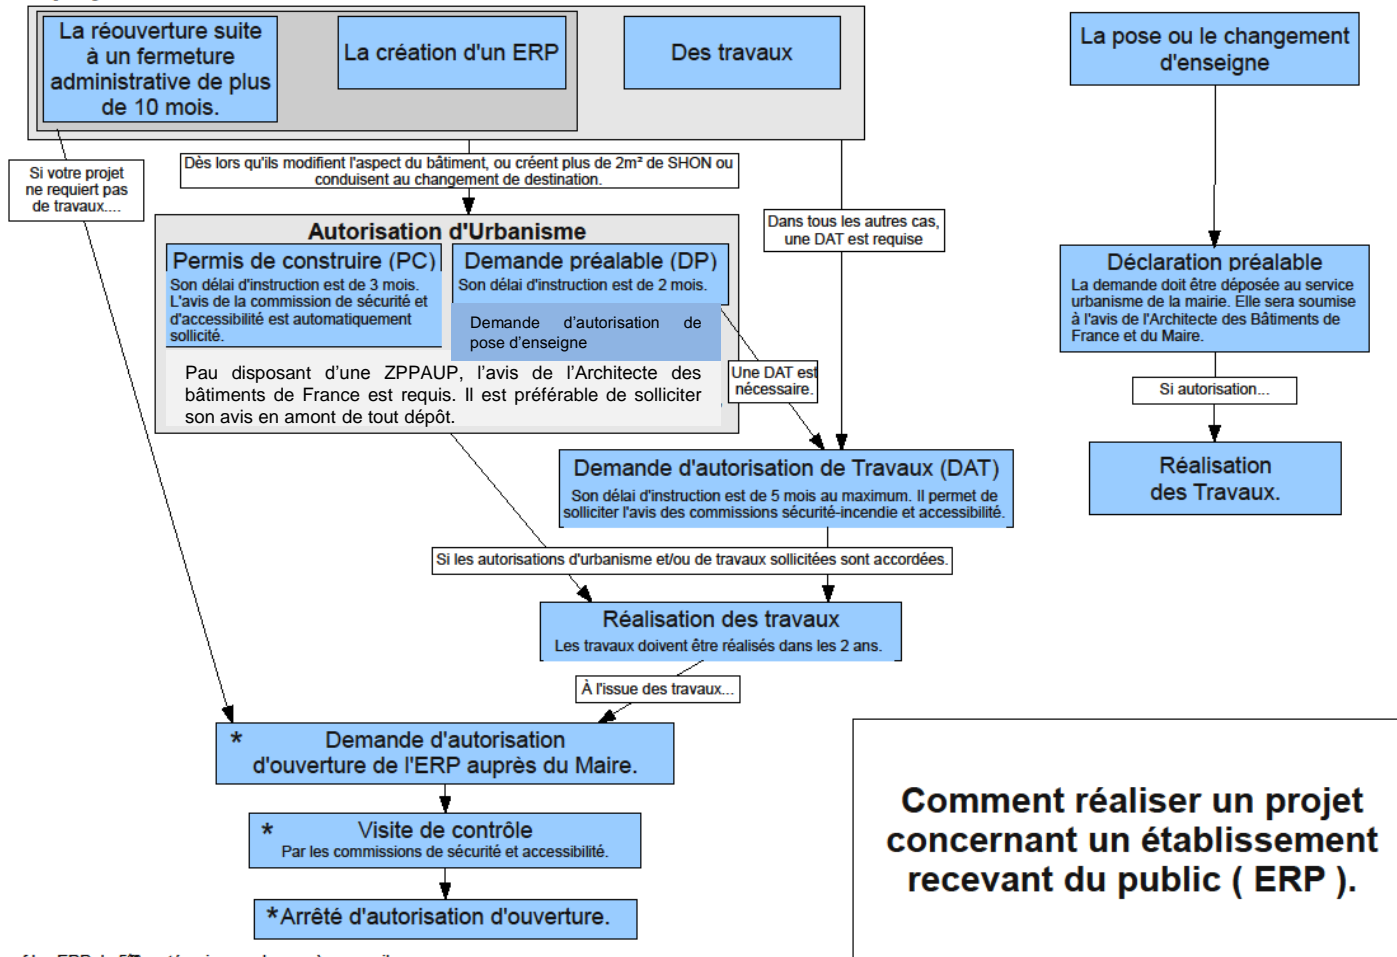 La réouverture suite
à un fermeture
administrative de plus
de 10 mois.
La création d'un ERP
Des travaux
La pose ou le changement
d'enseigne
Si votre projet
ne requiert pas
de travaux....
Dès lors qu'ils modifient l'aspect du bâtiment, ou créent plus de 2m² de SHON ou
conduisent au changement de destination.
Dans tous les autres cas,
une DAT est requise
Autorisation d'Urbanisme
Permis de construire (PC)
Son délai d'instruction est de 3 mois.
L'avis de la commission de sécurité et
d'accessibilité est automatiquement
sollicité.
Demande préalable (DP)
Son délai d'instruction est de 2 mois.
Demande d’autorisation de
pose d’enseigne
Pau disposant d’une ZPPAUP, l’avis de l’Architecte des
bâtiments de France est requis. Il est préférable de solliciter
son avis en amont de tout dépôt.
Une DAT est
nécessaire.
Déclaration préalable
La demande doit être déposée au service
urbanisme de la mairie. Elle sera soumise
à l'avis de l'Architecte des Bâtiments de
France et du Maire.
Si autorisation...
Réalisation
des Travaux.
Demande d'autorisation de Travaux (DAT)
Son délai d'instruction est de 5 mois au maximum. Il permet de
solliciter l'avis des commissions sécurité-incendie et accessibilité.
Si les autorisations d'urbanisme et/ou de travaux sollicitées sont accordées.
Réalisation des travaux
Les travaux doivent être réalisés dans les 2 ans.
À l'issue des travaux...
* Demande d'autorisation
d'ouverture de l'ERP auprès du Maire.
* Visite de contrôle
Par les commissions de sécurité et accessibilité.
*Arrêté d'autorisation d'ouverture.
Comment réaliser un projet
concernant un établissement
recevant du public ( ERP ).